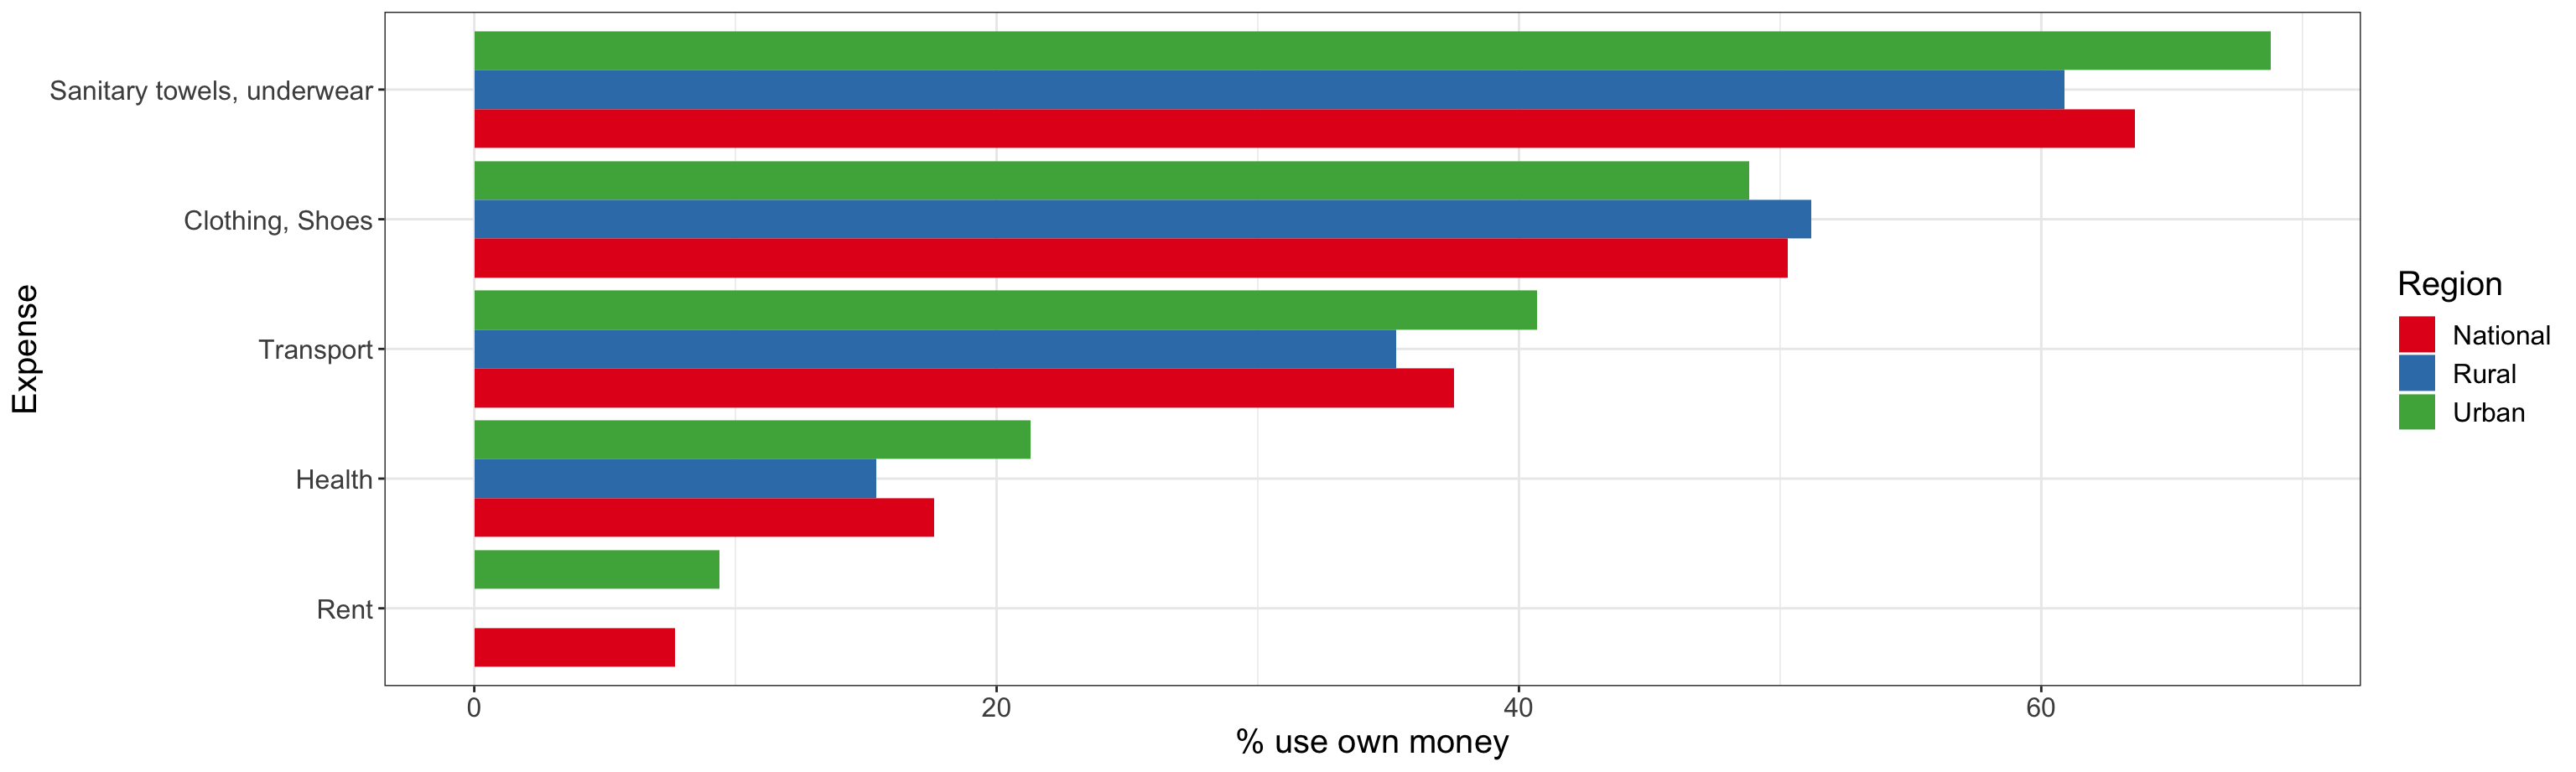 Sanitary towels, underwear
Clothing, Shoes
Transport
Health
Rent
Expense
0 20 40 60
% use own money
Region
National
Rural
Urban